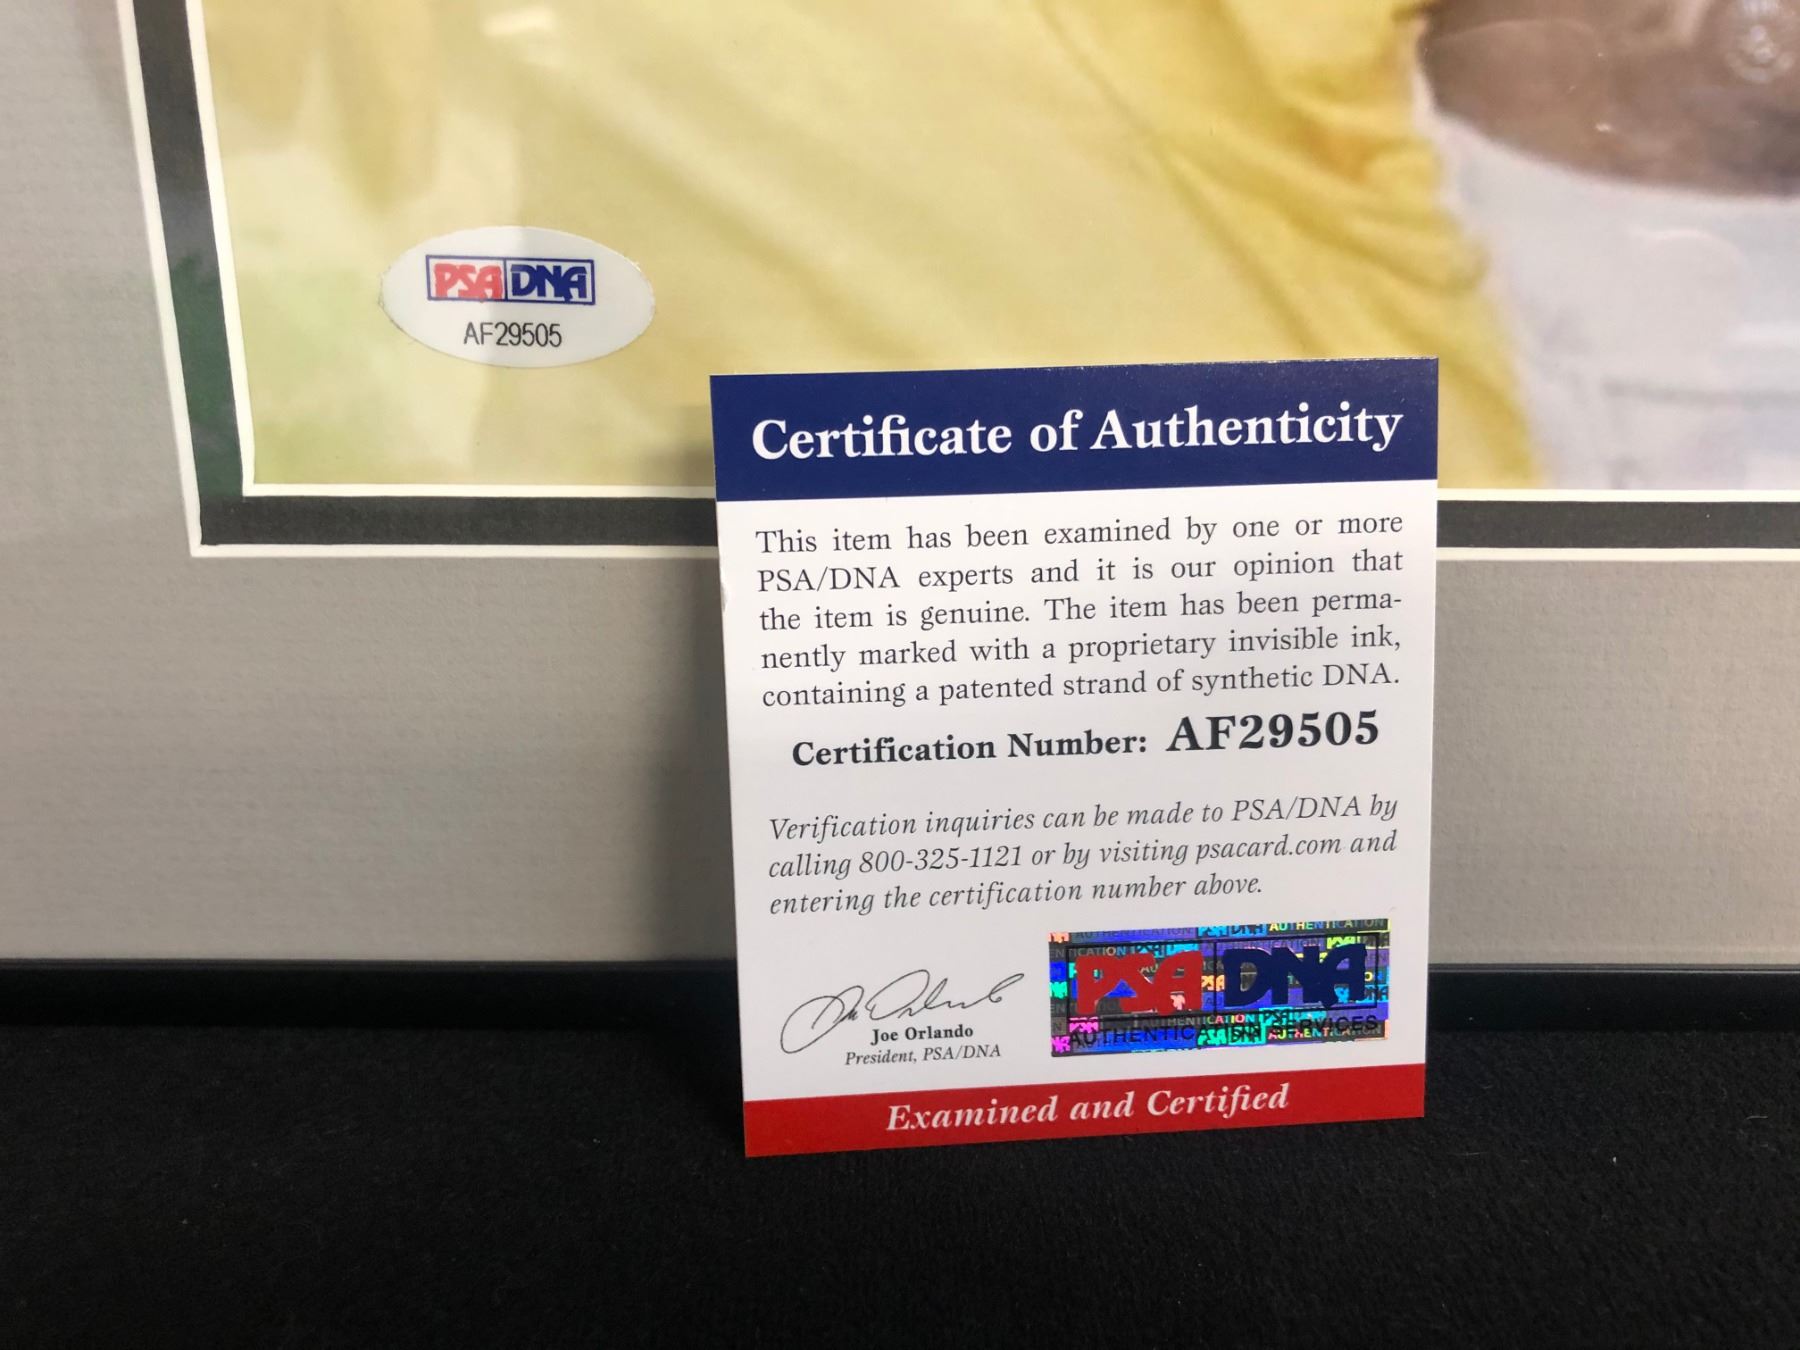 PSA DNA
AF29505
Certificate of Authenticity
This item has been examined by one or more
PSA/DNA experts and it is our opinion that
the item is genuine. The item has been perma-
nently marked with a proprietary invisible ink,
containing a patented strand of synthetic DNA.
Certification Number: AF29505
Verification inquiries can be made to PSA/DNA by
calling 800-325-1121 or by visiting psacard.com and
entering the certification number above.
Joe Orlando
President, PSA/DNA
PSA DNA
AUTHENTICATION SERVICES
Examined and Certified